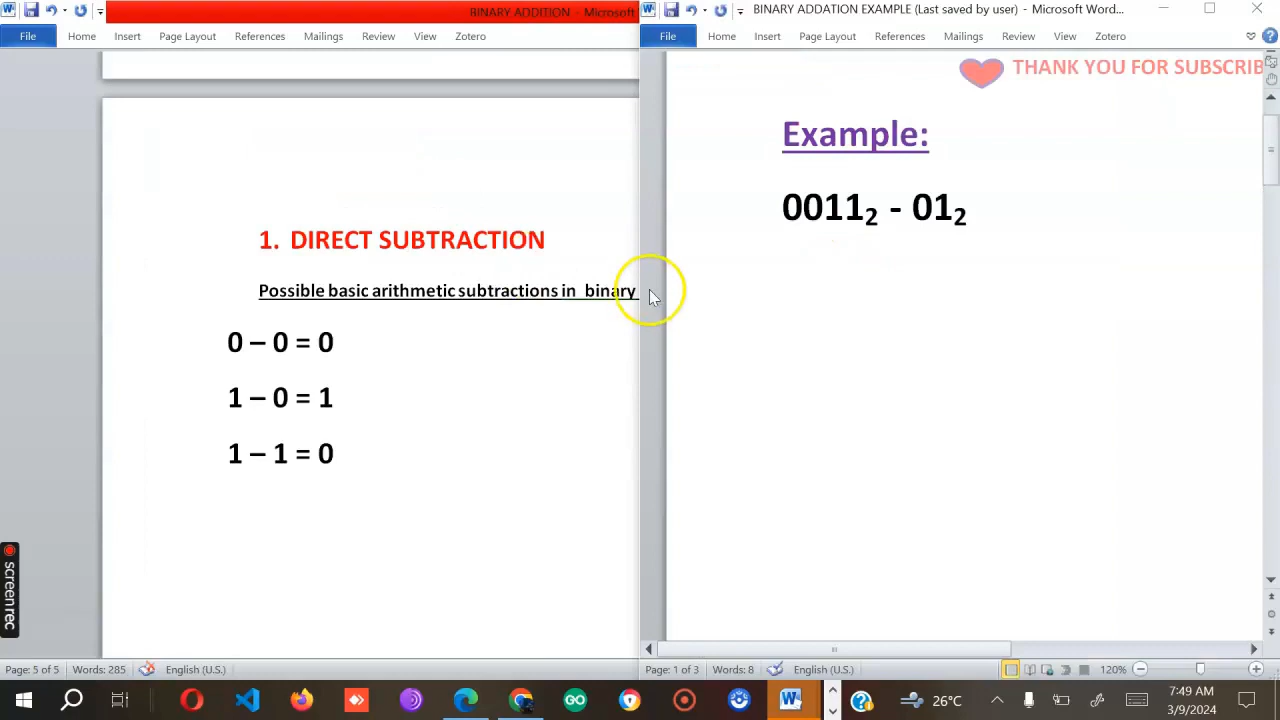 BINARY ADDITION - Microsoft
File Home Insert Page Layout References Mailings Review View Zotero
1. DIRECT SUBTRACTION
Possible basic arithmetic subtractions in binary
0 – 0 = 0
1 – 0 = 1
1 – 1 = 0
screen rec
Page: 5 of 5 Words: 285 English (U.S.)
BINARY ADDATION EXAMPLE (Last saved by user) - Microsoft Word...
File Home Insert Page Layout References Mailings Review View Zotero
THANK YOU FOR SUBSCRIB
Example:
0011₂ - 01₂
Page: 1 of 3 Words: 8 English (U.S.) 120%
GO
26°C
7:49 AM
3/9/2024